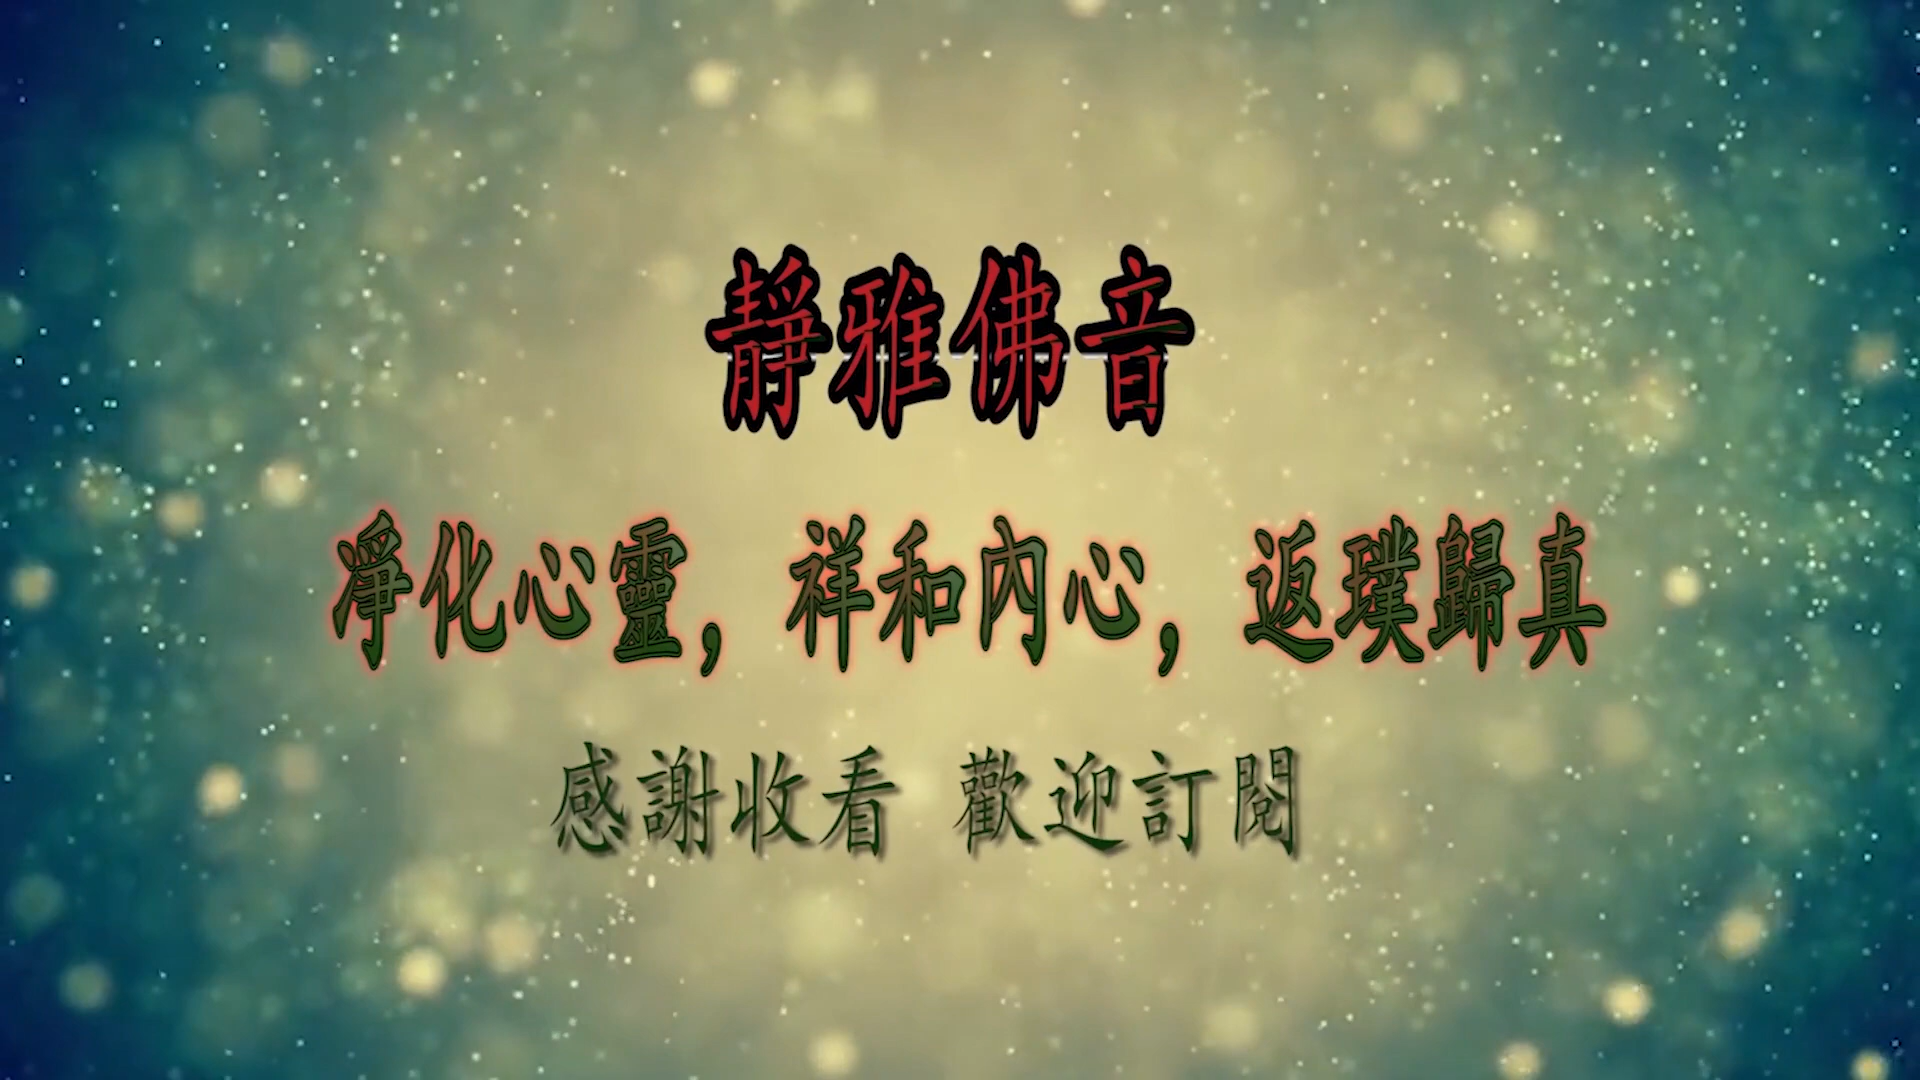 靜雅佛音
凈化心靈，祥和內心，返璞歸真
感謝收看 歡迎訂閱